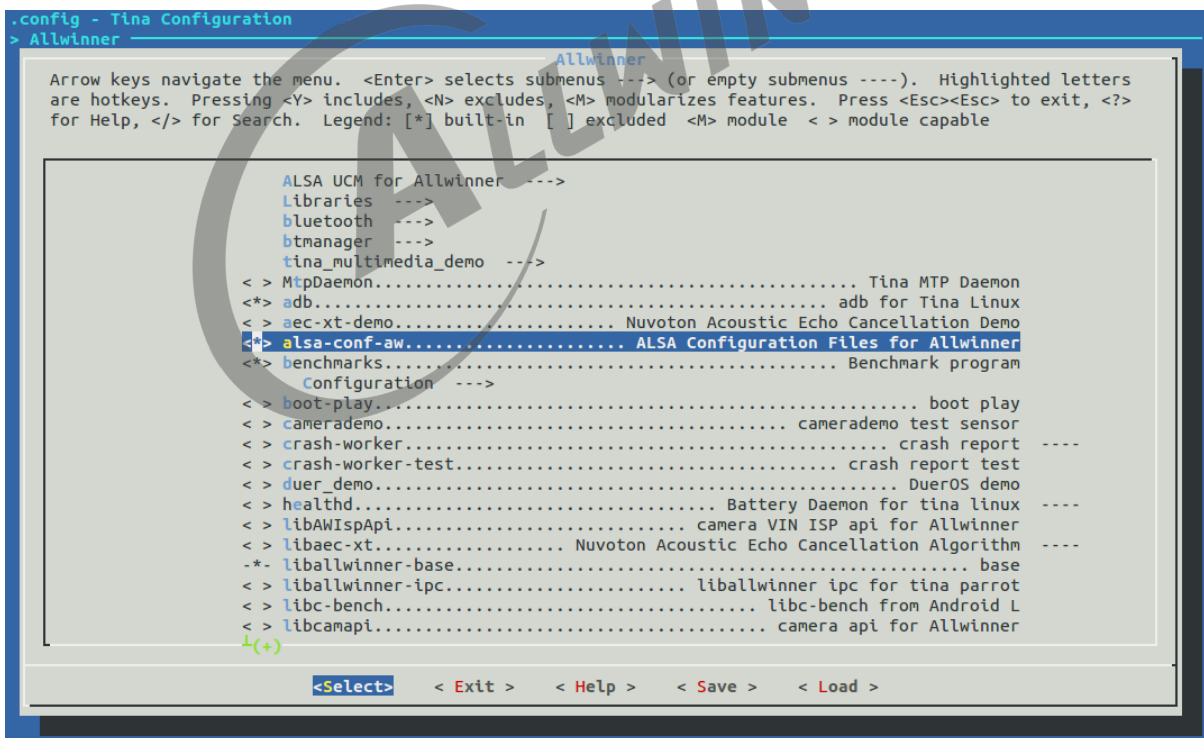 .config - Tina Configuration
> Allwinner
Allwinner
Arrow keys navigate the menu.  <Enter> selects submenus ---> (or empty submenus ----).  Highlighted letters
are hotkeys.  Pressing <Y> includes, <N> excludes, <M> modularizes features.  Press <Esc><Esc> to exit, <?>
for Help, </> for Search.  Legend: [*] built-in  [ ] excluded  <M> module  < > module capable
ALSA UCM for Allwinner  --->
Libraries  --->
bluetooth  --->
btmanager  --->
tina_multimedia_demo  --->
< > MtpDaemon................................................ Tina MTP Daemon
<*> adb................................................... adb for Tina Linux
< > aec-xt-demo...................... Nuvoton Acoustic Echo Cancellation Demo
<*> alsa-conf-aw...................... ALSA Configuration Files for Allwinner
<*> benchmarks............................................. Benchmark program
Configuration  --->
< > boot-play...................................................... boot play
< > camerademo........................................ camerademo test sensor
< > crash-worker................................................ crash report  ----
< > crash-worker-test...................................... crash report test
< > duer_demo.................................................... DuerOS demo
< > healthd.................................... Battery Daemon for tina linux  ----
< > libAWIspApi............................. camera VIN ISP api for Allwinner
< > libaec-xt................... Nuvoton Acoustic Echo Cancellation Algorithm  ----
-*- liballwinner-base.................................................... base
< > liballwinner-ipc........................ liballwinner ipc for tina parrot
< > libc-bench..................................... libc-bench from Android L
< > libcamapi....................................... camera api for Allwinner
┴(+)
<Select>    < Exit >    < Help >    < Save >    < Load >
ALLWIN